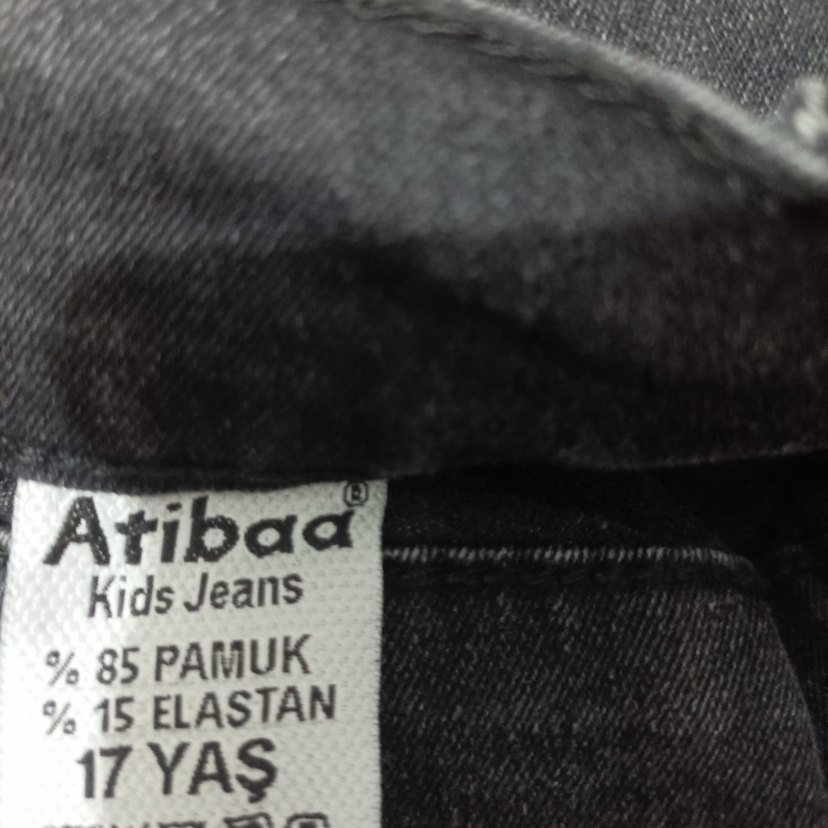 Atibaa®
Kids Jeans
% 85 PAMUK
% 15 ELASTAN
17 YAŞ